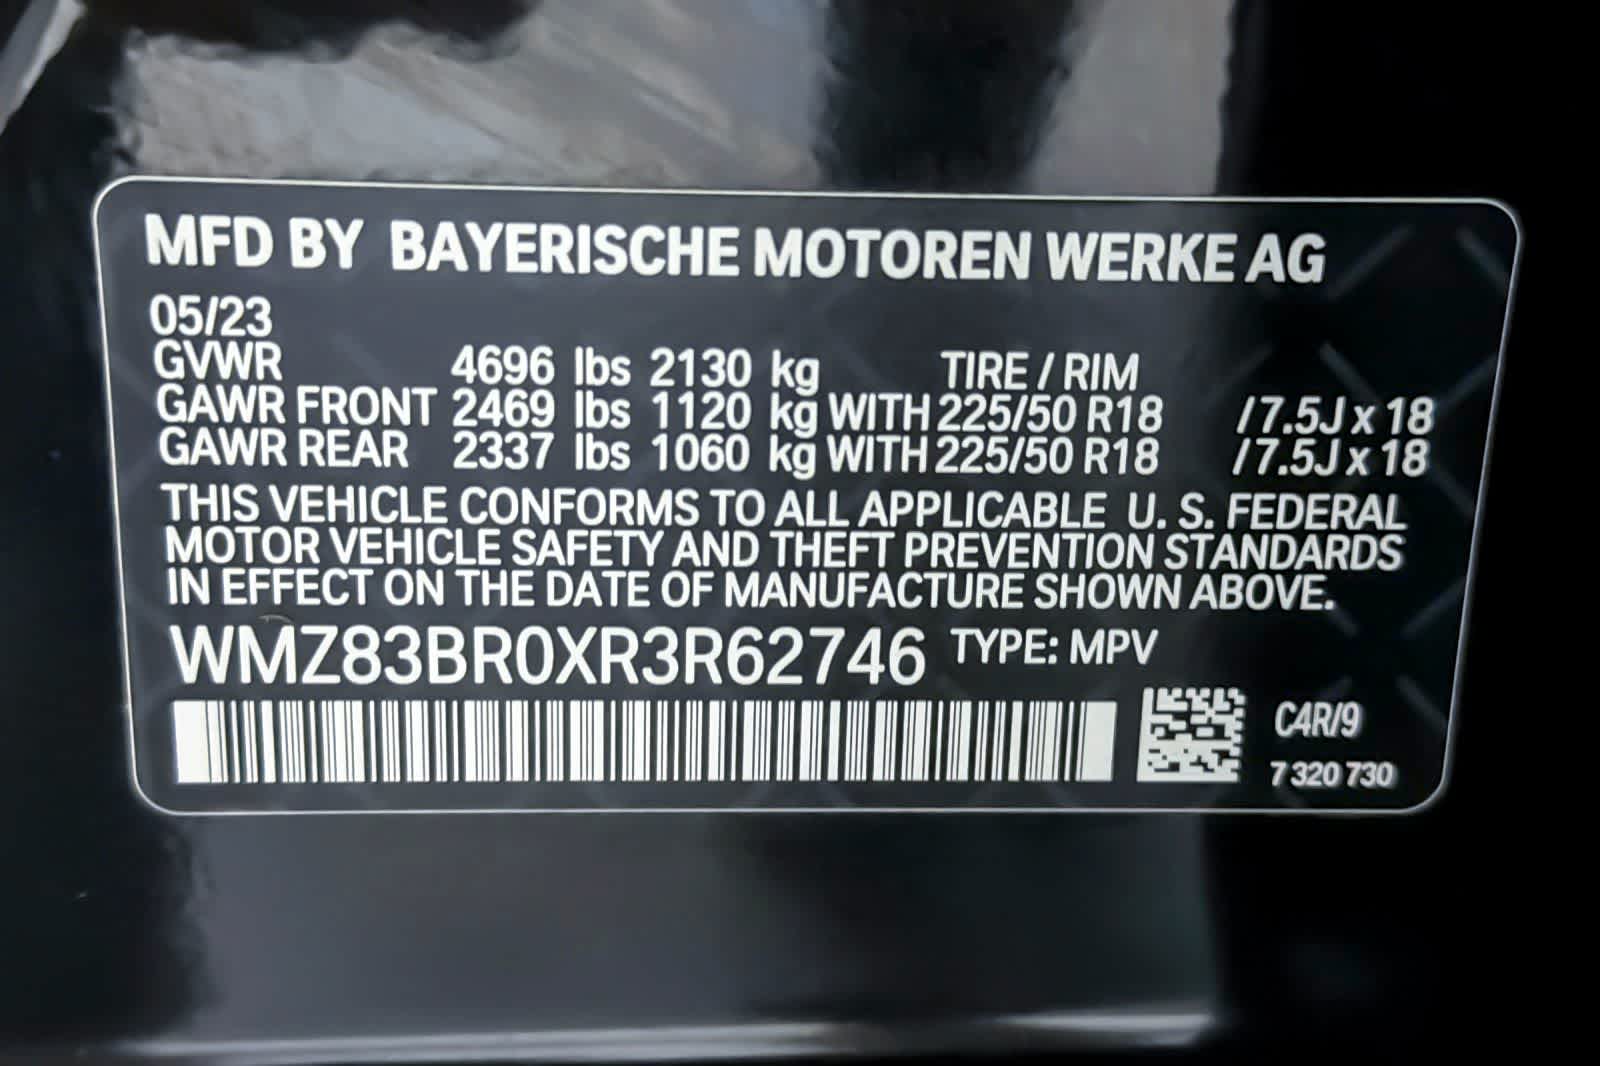 MFD BY BAYERISCHE MOTOREN WERKE AG
05/23
GVWR 4696 lbs 2130 kg TIRE / RIM
GAWR FRONT 2469 lbs 1120 kg WITH 225/50 R18 /7.5J x 18
GAWR REAR 2337 lbs 1060 kg WITH 225/50 R18 /7.5J x 18
THIS VEHICLE CONFORMS TO ALL APPLICABLE U. S. FEDERAL
MOTOR VEHICLE SAFETY AND THEFT PREVENTION STANDARDS
IN EFFECT ON THE DATE OF MANUFACTURE SHOWN ABOVE.
WMZ83BR0XR3R62746 TYPE: MPV
C4R/9
7 320 730